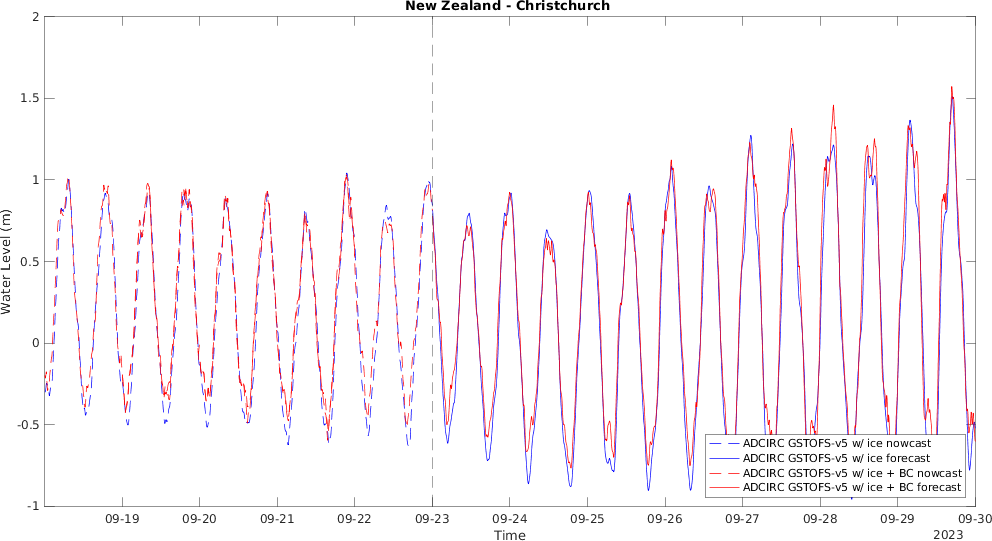 New Zealand - Christchurch
2
1.5
1
0.5
0
-0.5
-1
Water Level (m)
09-19
09-20
09-21
09-22
09-23
09-24
09-25
09-26
09-27
09-28
09-29
09-30
Time
2023
ADCIRC GSTOFS-v5 w/ ice nowcast
ADCIRC GSTOFS-v5 w/ ice forecast
ADCIRC GSTOFS-v5 w/ ice + BC nowcast
ADCIRC GSTOFS-v5 w/ ice + BC forecast